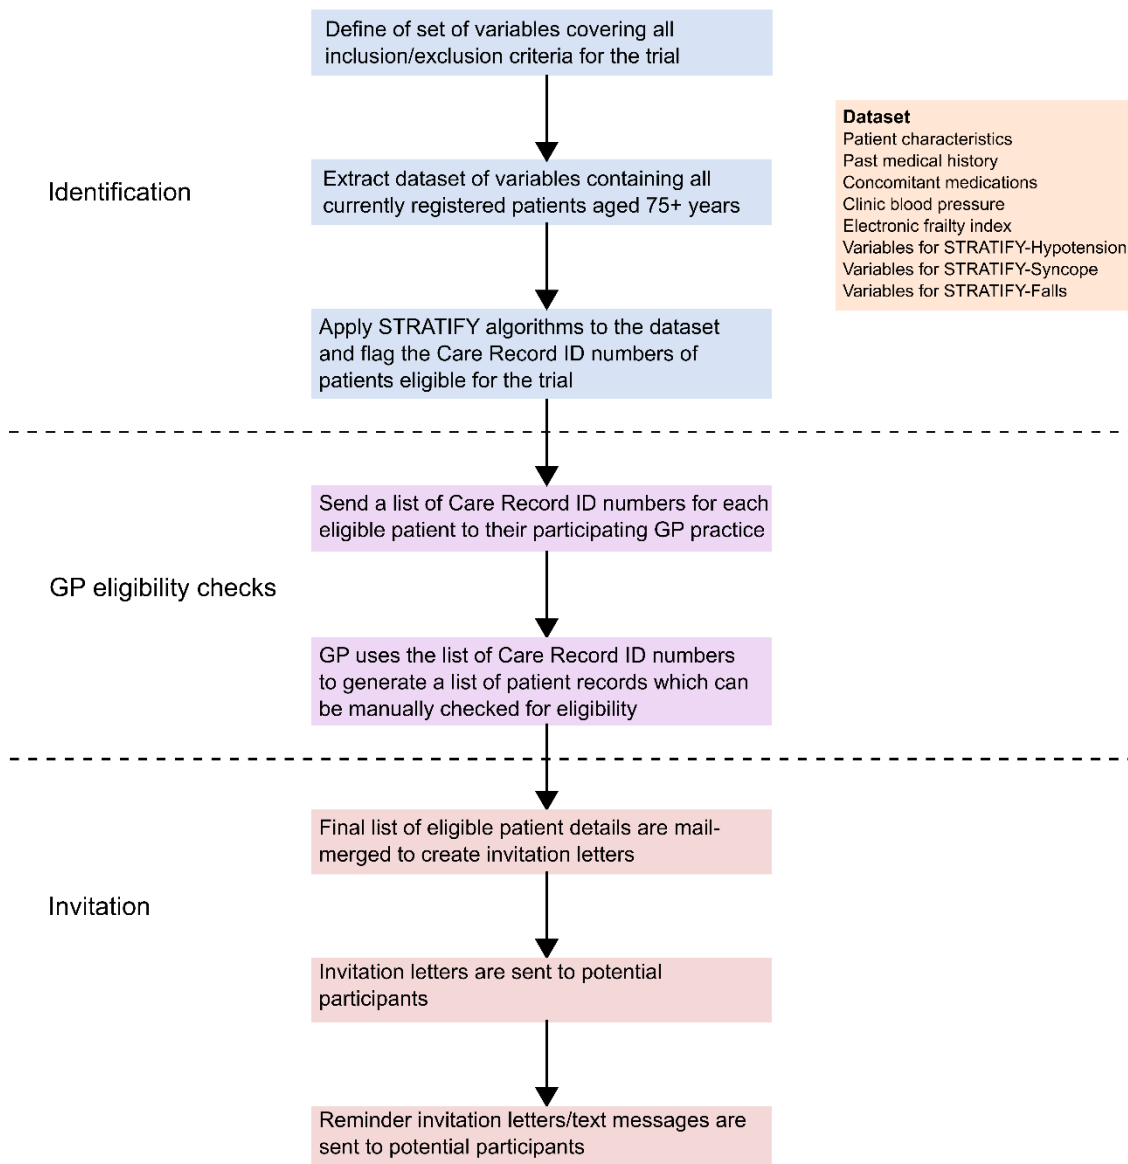 Define of set of variables covering all
inclusion/exclusion criteria for the trial
Identification
Extract dataset of variables containing all
currently registered patients aged 75+ years
Dataset
Patient characteristics
Past medical history
Concomitant medications
Clinic blood pressure
Electronic frailty index
Variables for STRATIFY-Hypotension
Variables for STRATIFY-Syncope
Variables for STRATIFY-Falls
Apply STRATIFY algorithms to the dataset
and flag the Care Record ID numbers of
patients eligible for the trial
GP eligibility checks
Send a list of Care Record ID numbers for each
eligible patient to their participating GP practice
GP uses the list of Care Record ID numbers
to generate a list of patient records which can
be manually checked for eligibility
Invitation
Final list of eligible patient details are mail-
merged to create invitation letters
Invitation letters are sent to potential
participants
Reminder invitation letters/text messages are
sent to potential participants